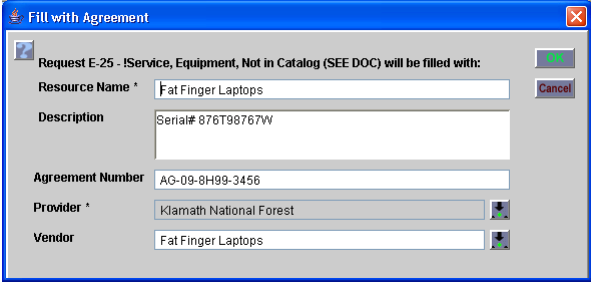 Fill with Agreement
?
Request E-25 - !Service, Equipment, Not in Catalog (SEE DOC) will be filled with:
OK
Resource Name * Fat Finger Laptops
Cancel
Description Serial# 876T98767W
Agreement Number AG-09-8H99-3456
Provider * Klamath National Forest
Vendor Fat Finger Laptops